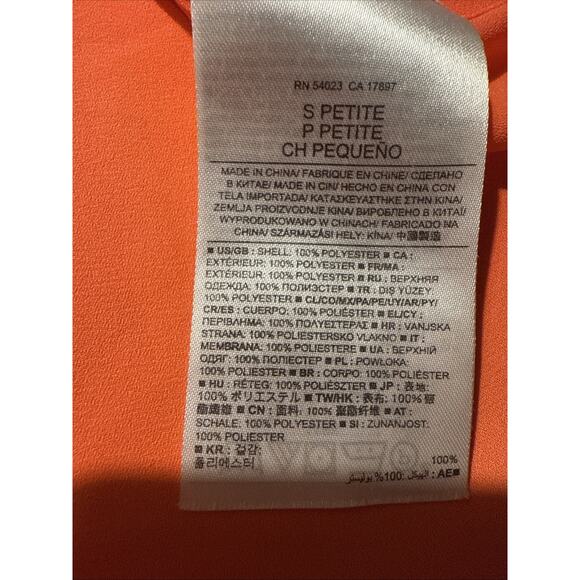 RN 54023 CA 17897
S PETITE
P PETITE
CH PEQUEÑO
MADE IN CHINA/ FABRIQUE EN CHINE/ СДЕЛАНО
В КИТАЕ/ MADE IN CIN/ HECHO EN CHINA CON
TELA IMPORTADA/ ΚΑΤΑΣΚΕΥΑΣΤΗΚΕ ΣΤΗΝ ΚΙΝΑ/
ZEMLJA PROIZVODNJE KINA/ ВИРОБЛЕНО В КИТАЇ/
WYPRODUKOWANO W CHINACH/ FABRICADO NA
CHINA/ SZÁRMAZÁSI HELY: KÍNA/ 中國製造
■ US/GB : SHELL: 100% POLYESTER ■ CA :
EXTÉRIEUR: 100% POLYESTER ■ FR/MA :
EXTÉRIEUR: 100% POLYESTER ■ RU : ВЕРХНЯЯ
ОДЕЖДА: 100% ПОЛИЭСТЕР ■ TR : DIŞ YÜZEY:
100% POLYESTER ■ CL/CO/MX/PA/PE/UY/AR/PY/
CR/ES : CUERPO: 100% POLIÉSTER ■ EL/CY :
ΠΕΡΙΒΛΗΜΑ: 100% ΠΟΛΥΕΣΤΕΡΑΣ ■ HR : VANJSKA
STRANA: 100% POLIESTERSKO VLAKNO ■ IT :
MEMBRANA: 100% POLIESTERE ■ UA : ВЕРХНІЙ
ОДЯГ: 100% ПОЛІЕСТЕР ■ PL : POWŁOKA:
100% POLIESTER ■ BR : CORPO: 100% POLIÉSTER
■ HU : RÉTEG: 100% POLIÉSZTER ■ JP : 表地:
100% ポリエステル ■ TW/HK : 表布: 100% 聚
酯纖維 ■ CN : 面料: 100% 聚酯纤维 ■ AT :
SCHALE: 100% POLYESTER ■ SI : ZUNANJOST:
100% POLIESTER
■ KR : 겉감: 100%
폴리에스터
■AE : الهيكل: 100% بوليستر